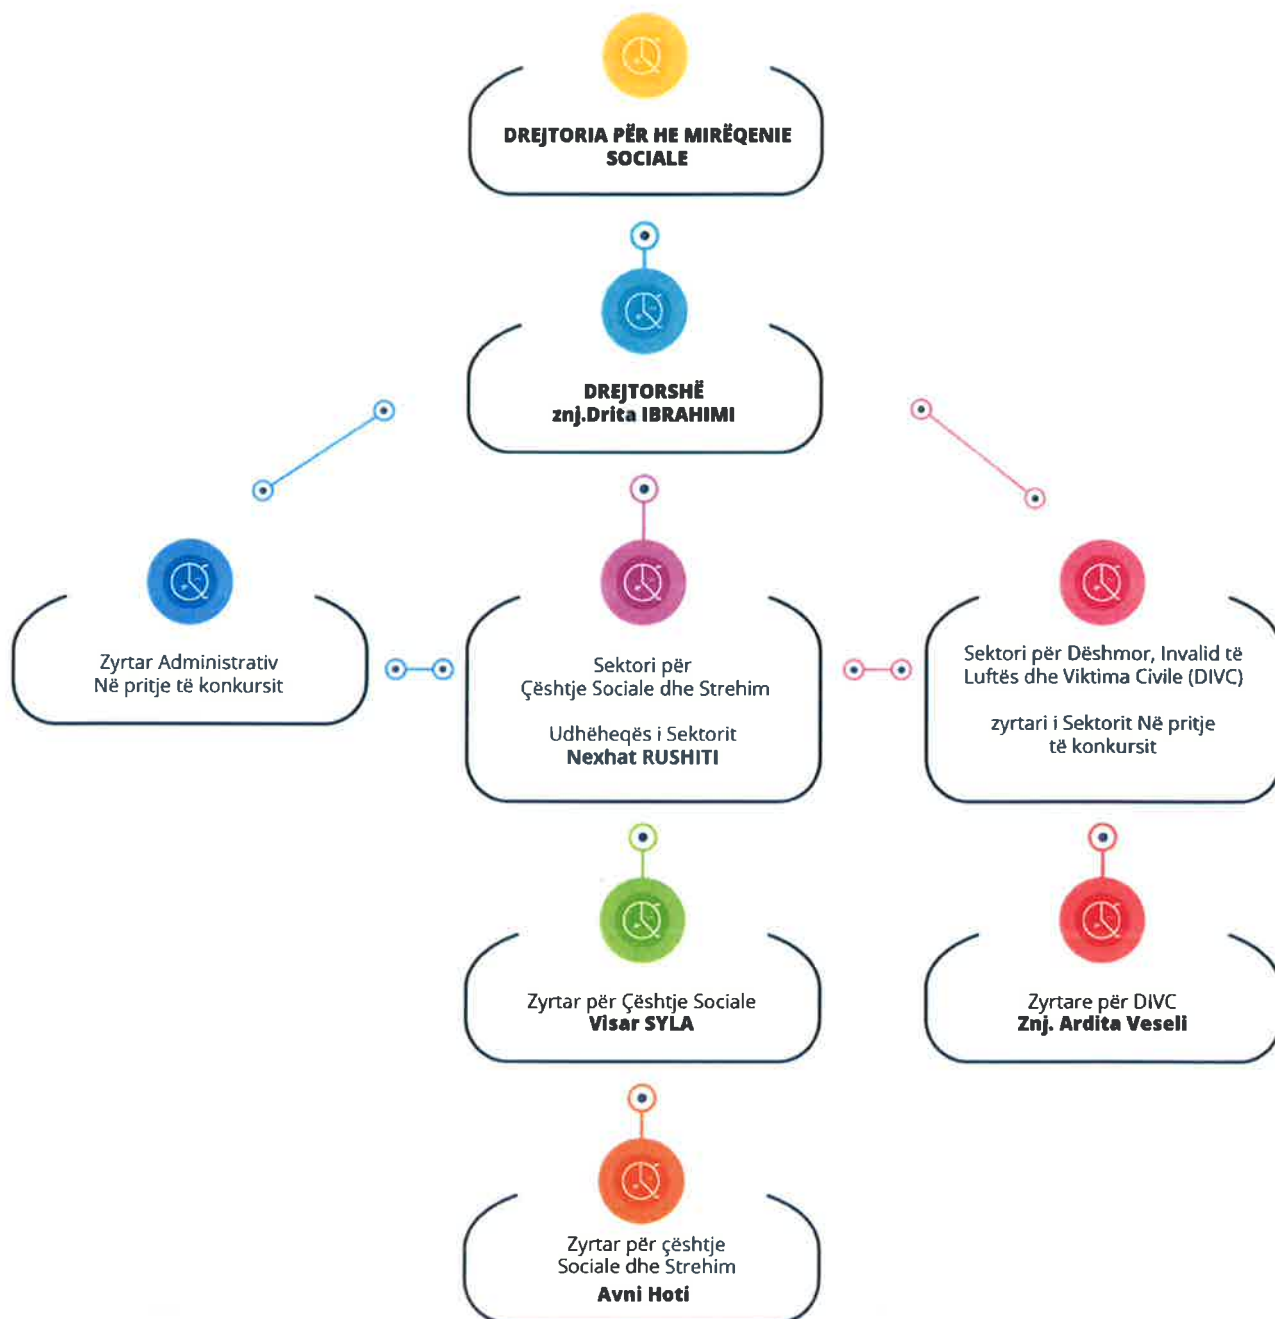 DREJTORIA PËR HE MIRËQENIE
SOCIALE
DREJTORSHË
znj.Drita IBRAHIMI
Zyrtar Administrativ
Në pritje të konkursit
Sektori për
Çështje Sociale dhe Strehim
Udhëheqës i Sektorit
Nexhat RUSHITI
Sektori për Dëshmor, Invalid të
Luftës dhe Viktima Civile (DIVC)
zyrtari i Sektorit Në pritje
të konkursit
Zyrtar për Çështje Sociale
Visar SYLA
Zyrtare për DIVC
Znj. Ardita Veseli
Zyrtar për çështje
Sociale dhe Strehim
Avni Hoti